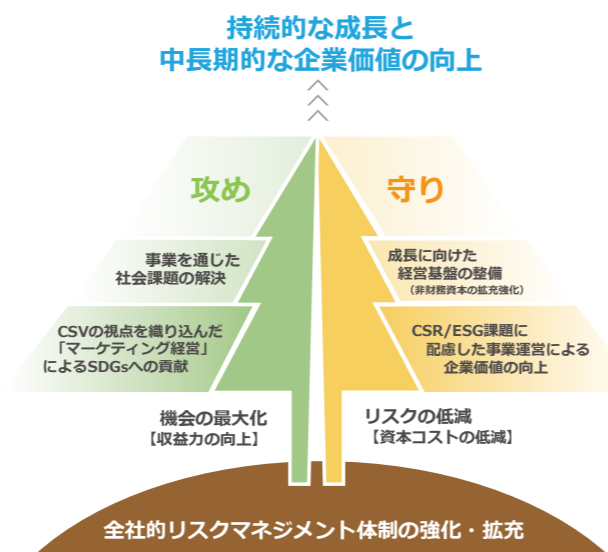 持続的な成長と
中長期的な企業価値の向上
攻め
守り
事業を通じた
社会課題の解決
成長に向けた
経営基盤の整備
（非財務資本の拡充強化）
CSVの視点を織り込んだ
「マーケティング経営」
によるSDGsへの貢献
CSR/ESG課題に
配慮した事業運営による
企業価値の向上
機会の最大化
【収益力の向上】
リスクの低減
【資本コストの低減】
全社的リスクマネジメント体制の強化・拡充